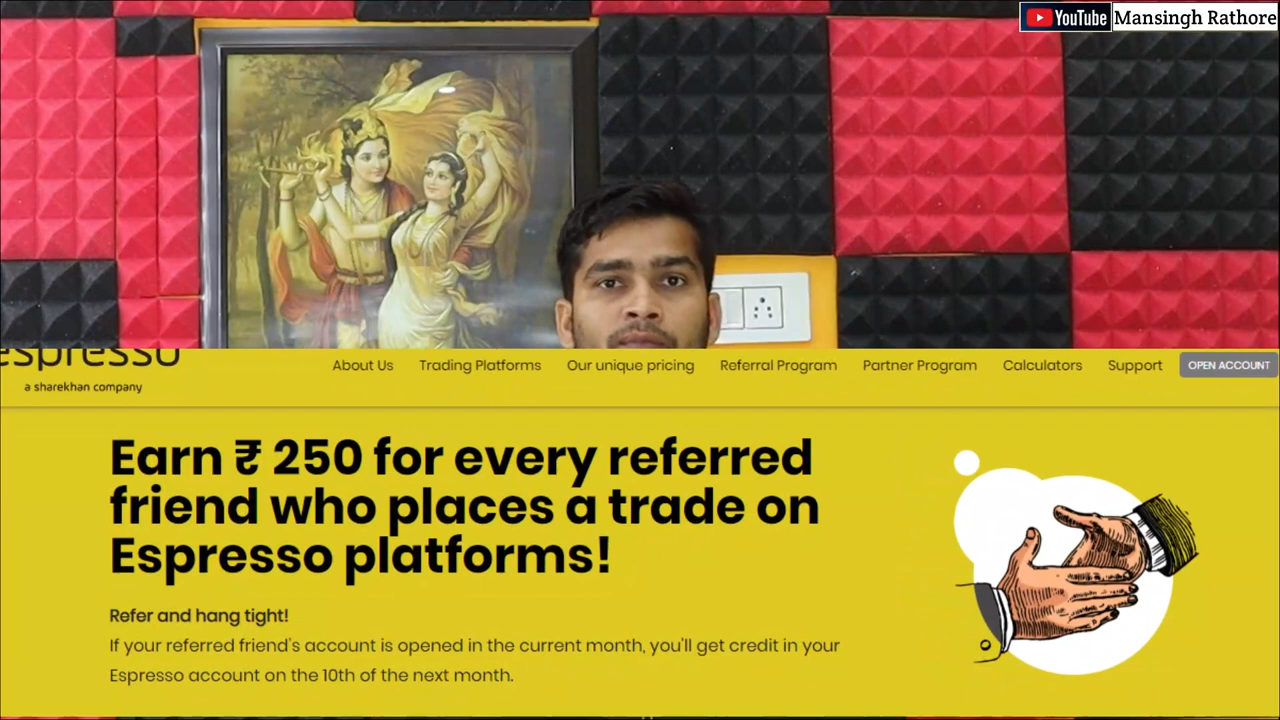 YouTube Mansingh Rathore
espresso
a sharekhan company
About Us Trading Platforms Our unique pricing Referral Program Partner Program Calculators Support OPEN ACCOUNT
Earn ₹ 250 for every referred
friend who places a trade on
Espresso platforms!
Refer and hang tight!
If your referred friend's account is opened in the current month, you'll get credit in your
Espresso account on the 10th of the next month.